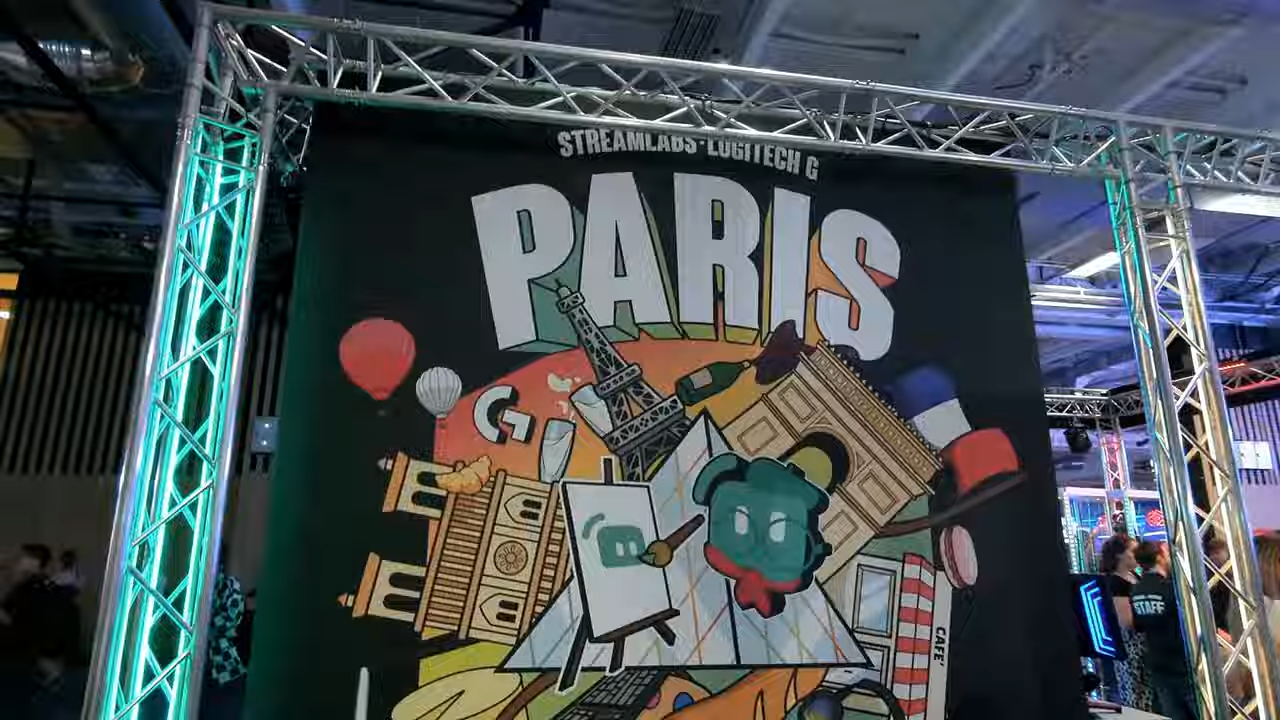 STREAMLABS·LOGITECH G
PARIS
G
CAFE'
STAFF